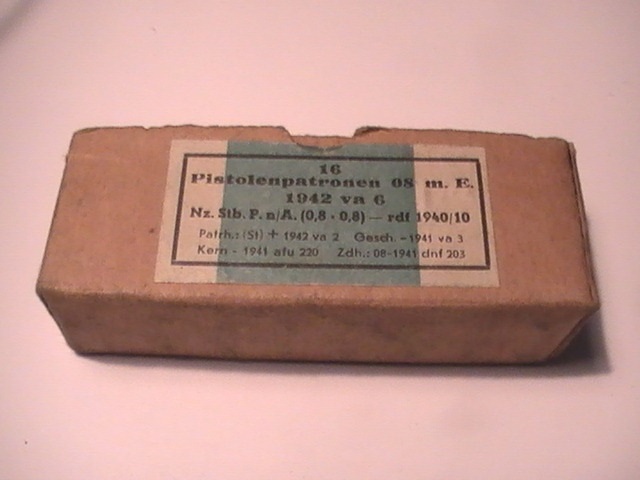 16
Pistolenpatronen 08 m. E.
1942 va 6
Nz. Stb. P. n/A. (0,8 · 0,8) — rdf 1940/10
Patrh.: (St) + 1942 va 2 Gesch. - 1941 va 3
Kern - 1941 afu 220 Zdh.: 08-1941 dnf 203